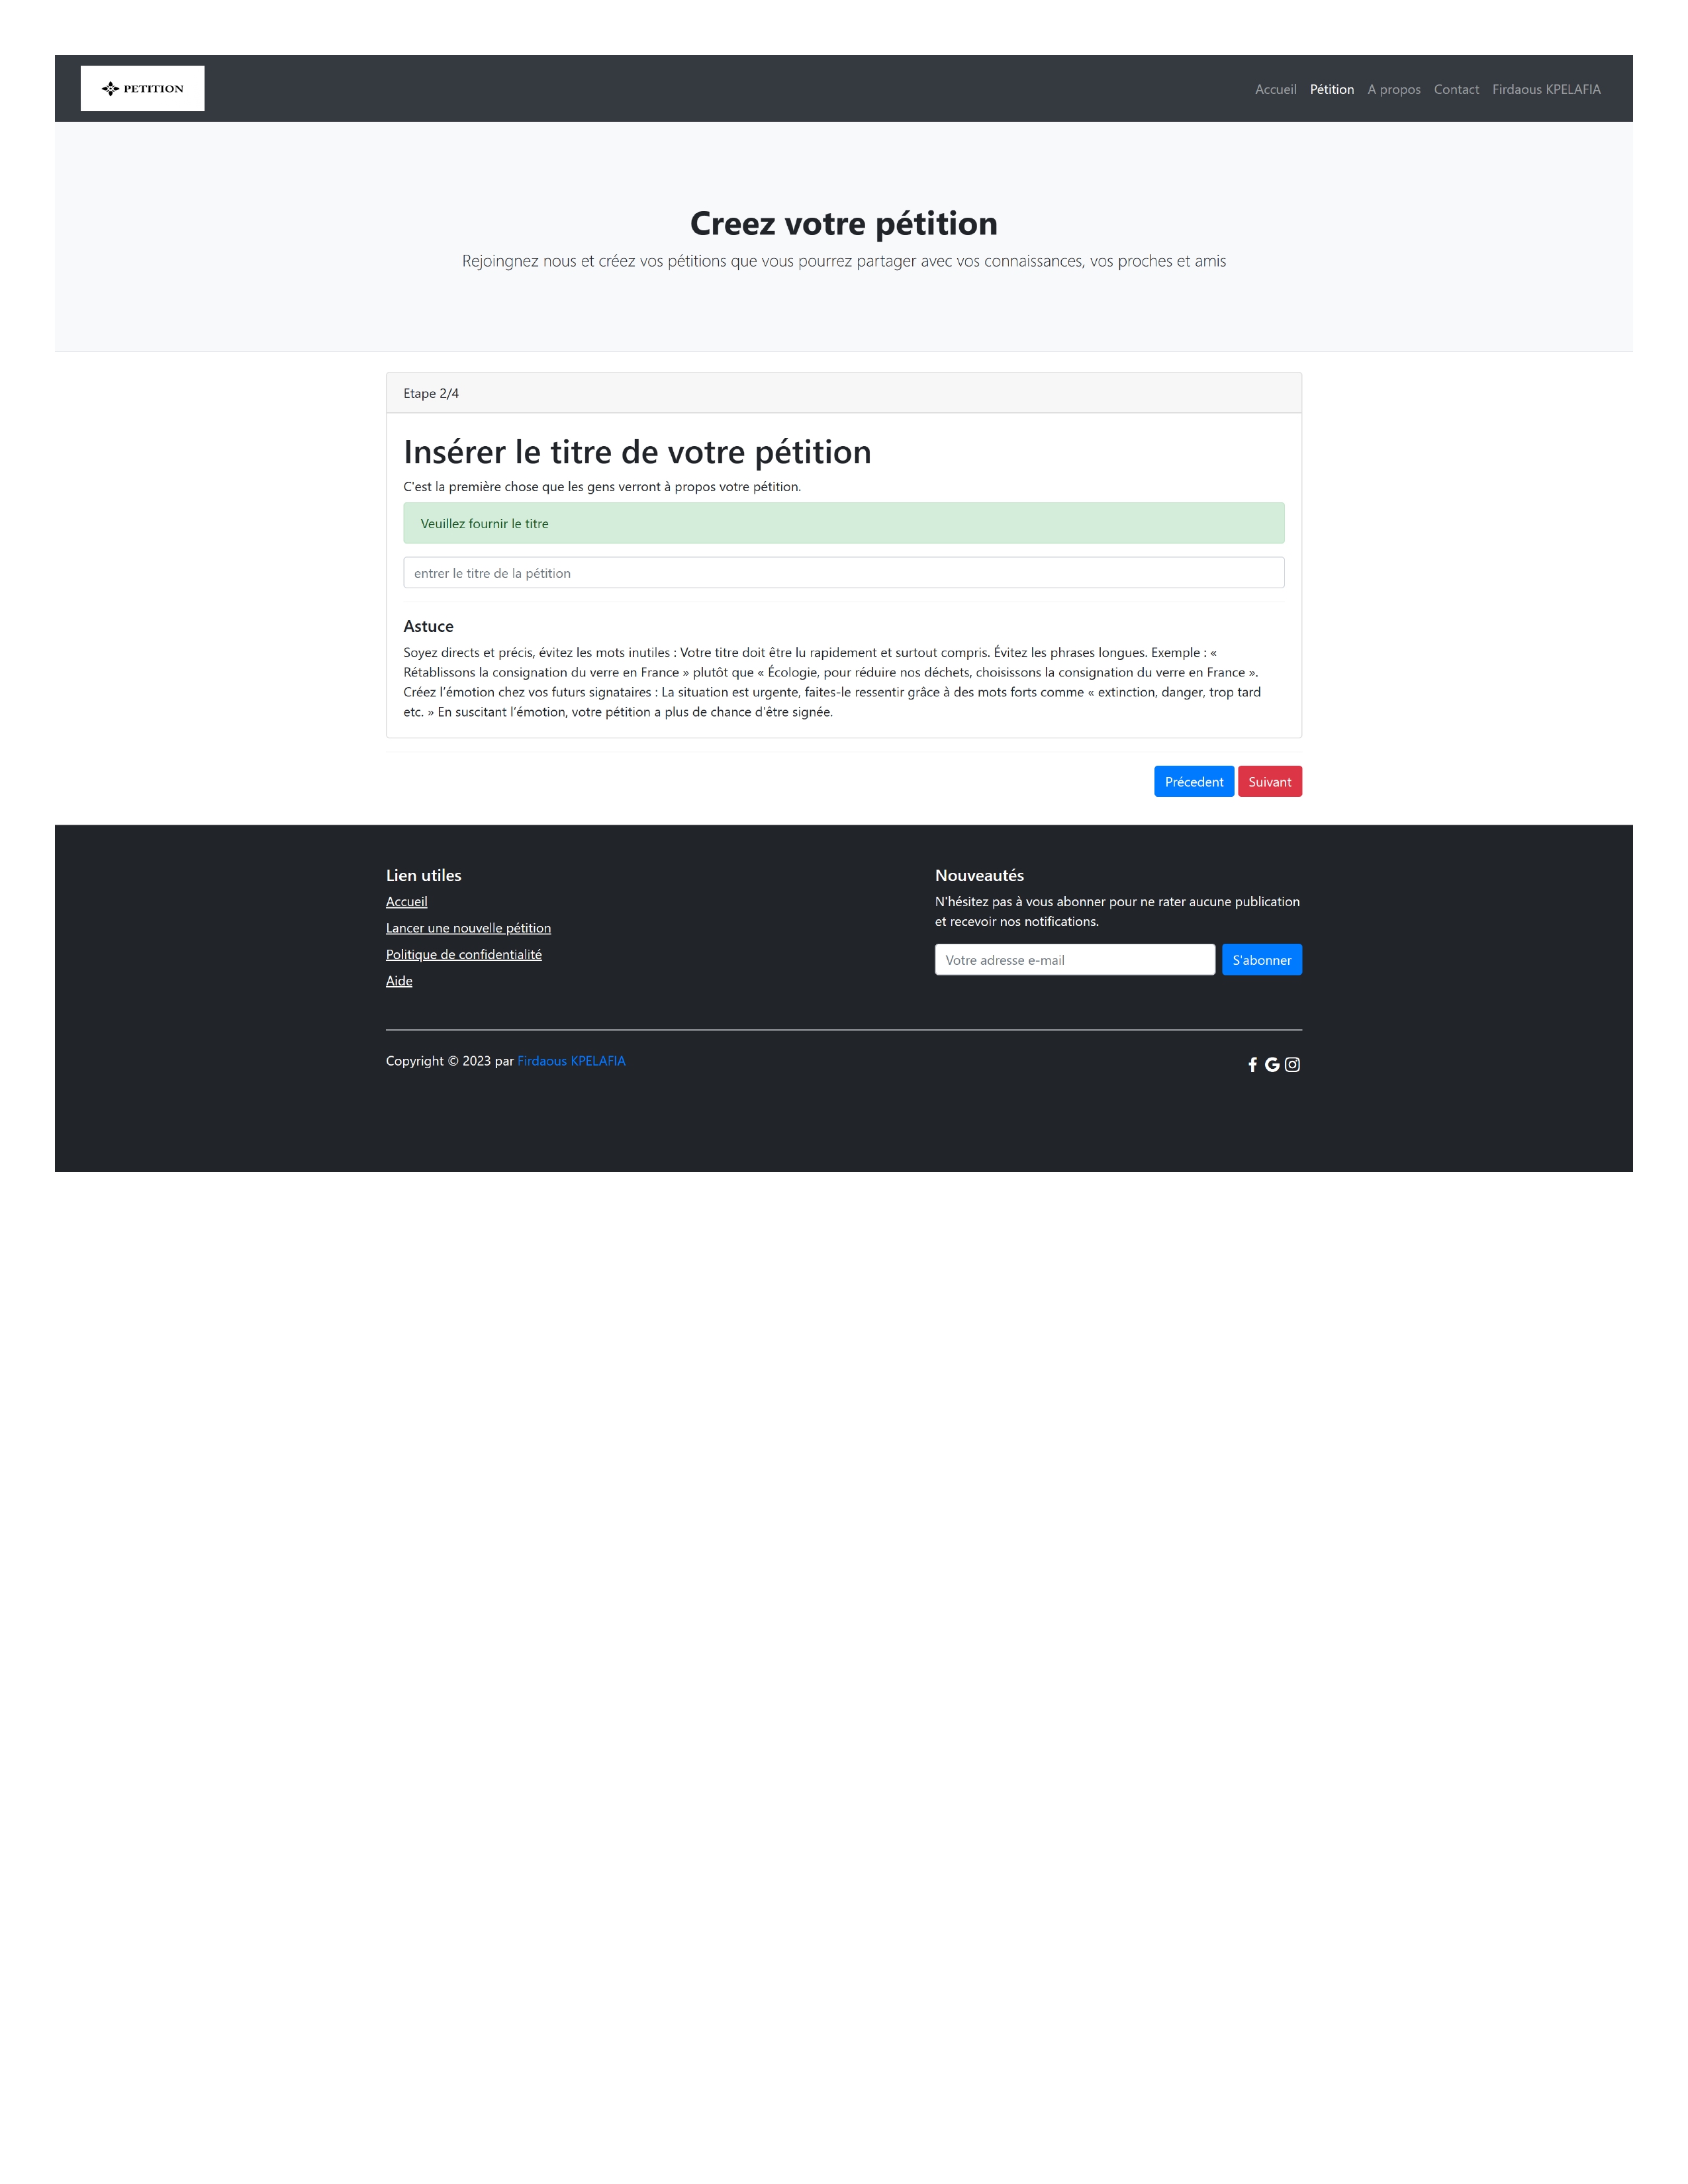 PETITION
Accueil Pétition A propos Contact Firdaous KPELAFIA
Creez votre pétition
Rejoingnez nous et créez vos pétitions que vous pourrez partager avec vos connaissances, vos proches et amis
Etape 2/4
Insérer le titre de votre pétition
C'est la première chose que les gens verront à propos votre pétition.
Veuillez fournir le titre
entrer le titre de la pétition
Astuce
Soyez directs et précis, évitez les mots inutiles : Votre titre doit être lu rapidement et surtout compris. Évitez les phrases longues. Exemple : «
Rétablissons la consignation du verre en France » plutôt que « Écologie, pour réduire nos déchets, choisissons la consignation du verre en France ».
Créez l’émotion chez vos futurs signataires : La situation est urgente, faites-le ressentir grâce à des mots forts comme « extinction, danger, trop tard
etc. » En suscitant l’émotion, votre pétition a plus de chance d'être signée.
Précedent Suivant
Lien utiles
Accueil
Lancer une nouvelle pétition
Politique de confidentialité
Aide
Nouveautés
N'hésitez pas à vous abonner pour ne rater aucune publication
et recevoir nos notifications.
Votre adresse e-mail S'abonner
Copyright © 2023 par Firdaous KPELAFIA